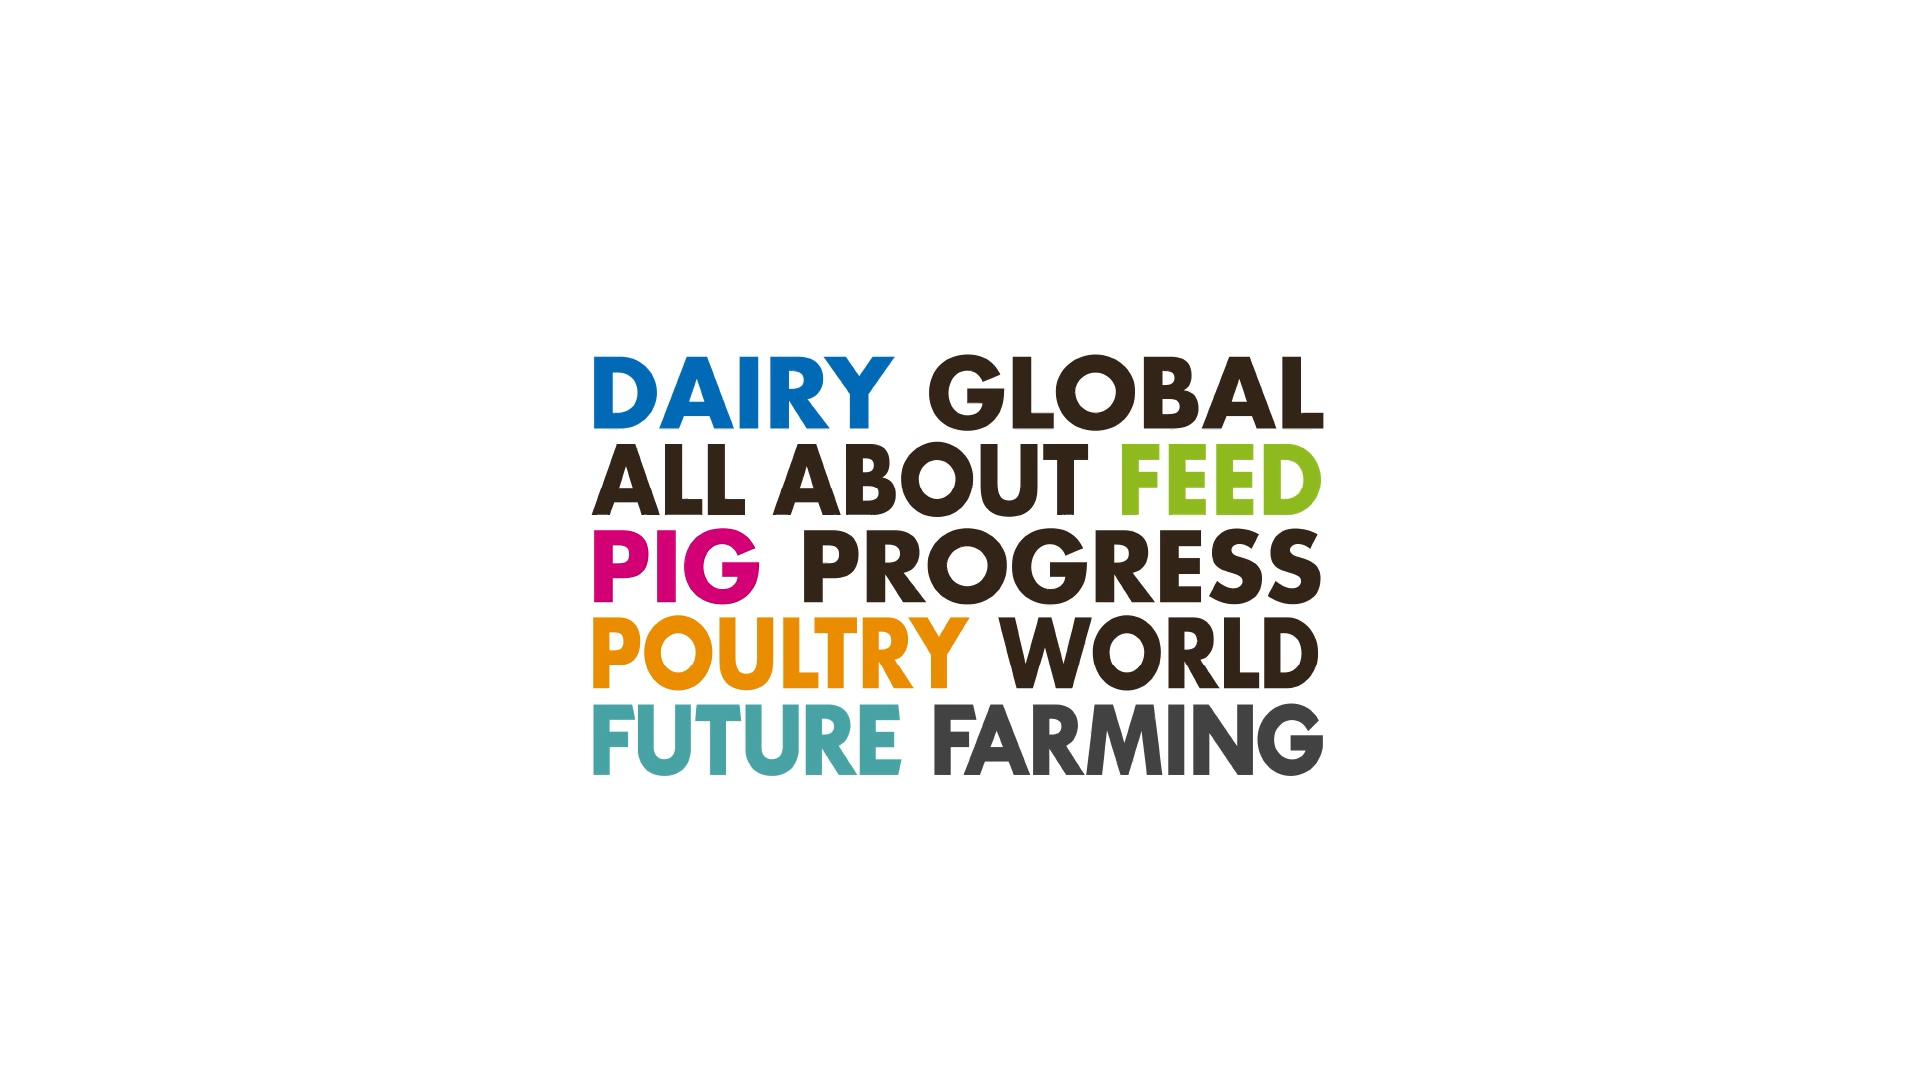 DAIRY GLOBAL
ALL ABOUT FEED
PIG PROGRESS
POULTRY WORLD
FUTURE FARMING